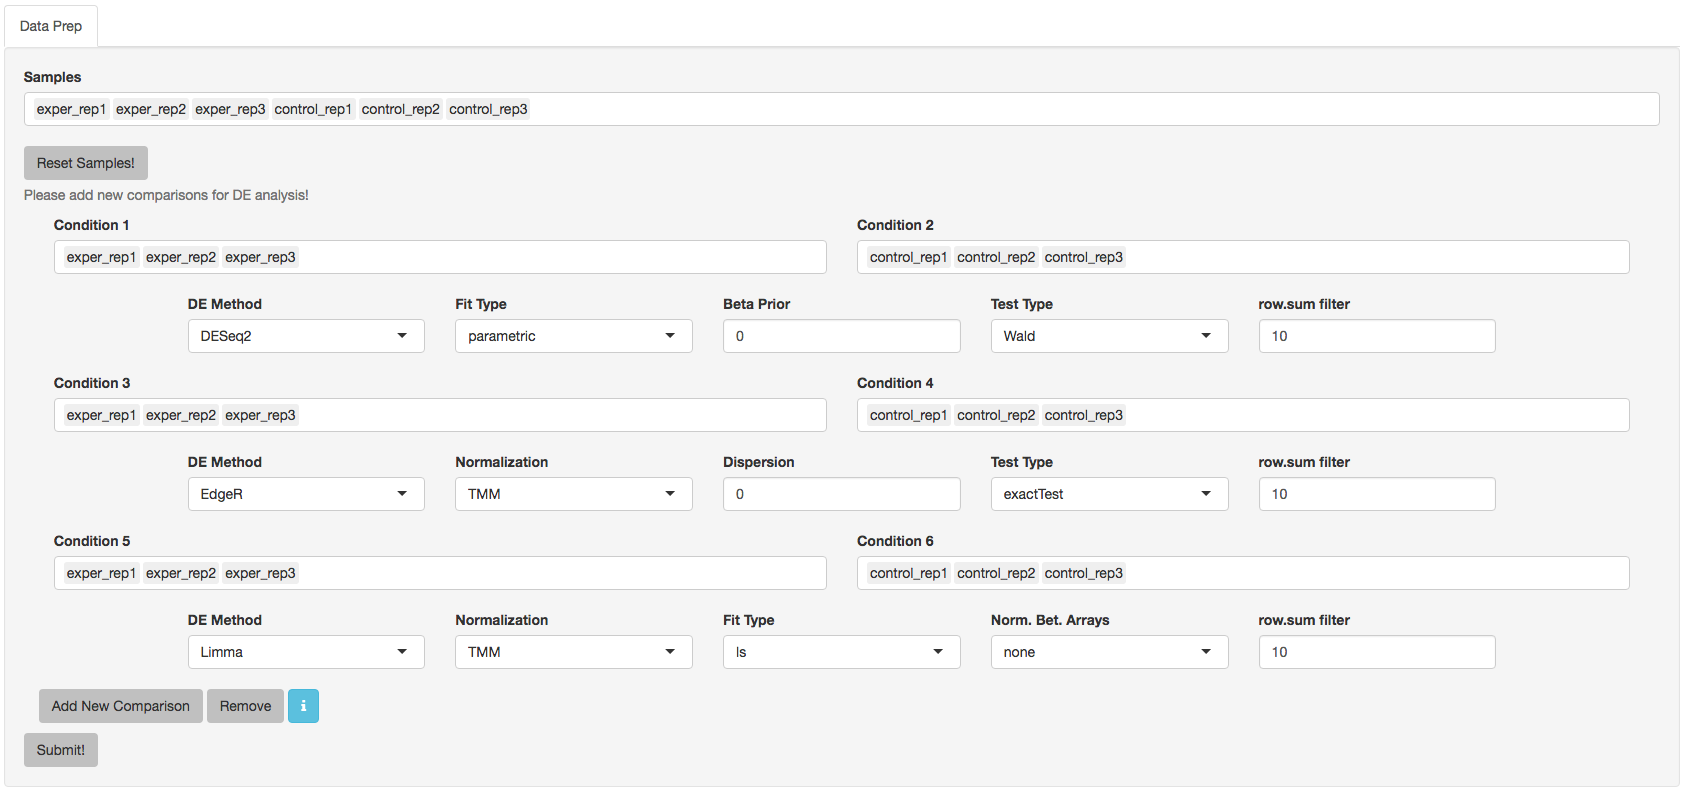 Data Prep
Samples
exper_rep1 exper_rep2 exper_rep3 control_rep1 control_rep2 control_rep3
Reset Samples!
Please add new comparisons for DE analysis!
Condition 1 Condition 2
exper_rep1 exper_rep2 exper_rep3 control_rep1 control_rep2 control_rep3
DE Method Fit Type Beta Prior Test Type row.sum filter
DESeq2 parametric 0 Wald 10
Condition 3 Condition 4
exper_rep1 exper_rep2 exper_rep3 control_rep1 control_rep2 control_rep3
DE Method Normalization Dispersion Test Type row.sum filter
EdgeR TMM 0 exactTest 10
Condition 5 Condition 6
exper_rep1 exper_rep2 exper_rep3 control_rep1 control_rep2 control_rep3
DE Method Normalization Fit Type Norm. Bet. Arrays row.sum filter
Limma TMM ls none 10
Add New Comparison Remove i
Submit!